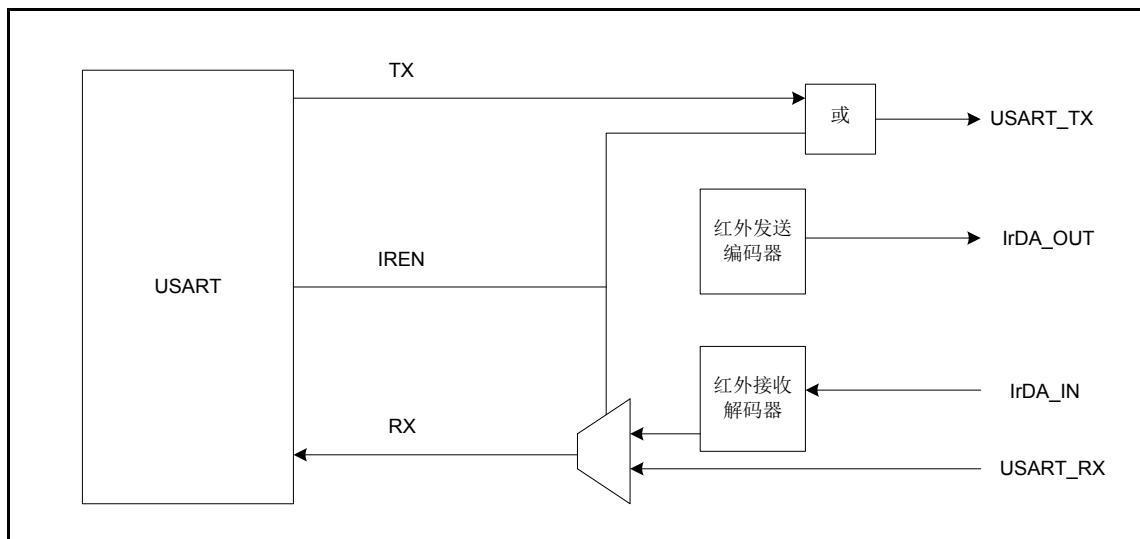 TX
或
USART_TX
红外发送
编码器
IrDA_OUT
IREN
USART
红外接收
解码器
IrDA_IN
RX
USART_RX